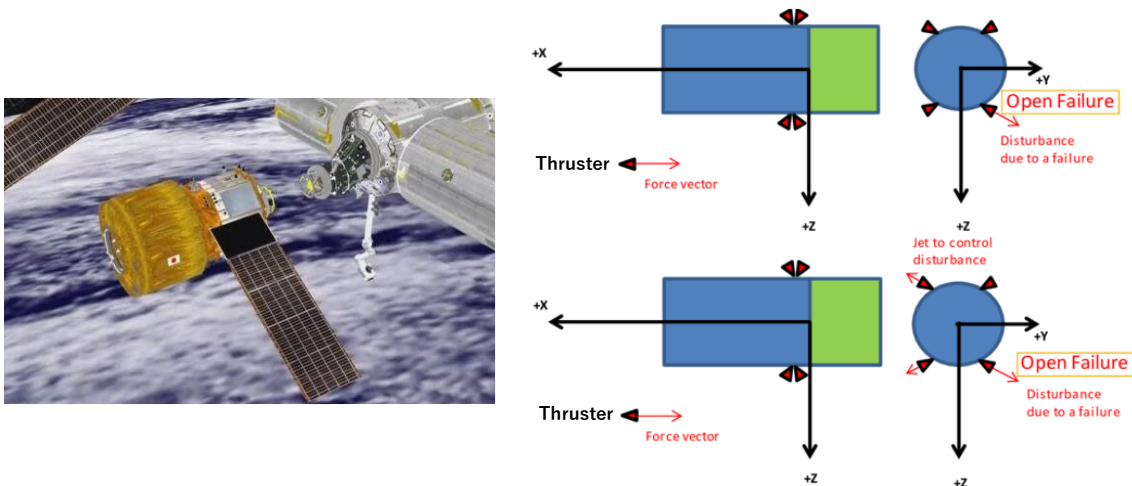 +X
+Y
Open Failure
Disturbance
due to a failure
Thruster
Force vector
+Z
+Z
Jet to control
disturbance
+X
+Y
Open Failure
Disturbance
due to a failure
Thruster
Force vector
+Z
+Z